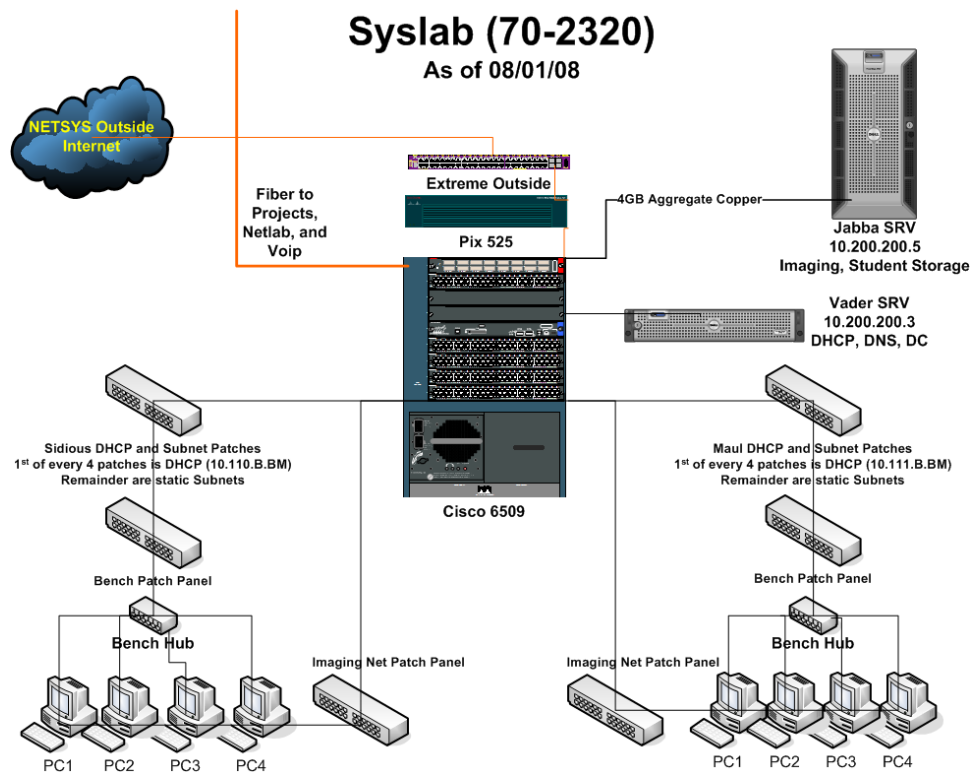 Syslab (70-2320)
As of 08/01/08
NETSYS Outside
Internet
Fiber to
Projects,
Netlab, and
Voip
Extreme Outside
Pix 525
4GB Aggregate Copper
Jabba SRV
10.200.200.5
Imaging, Student Storage
Vader SRV
10.200.200.3
DHCP, DNS, DC
Cisco 6509
Sidious DHCP and Subnet Patches
1st of every 4 patches is DHCP (10.110.B.BM)
Remainder are static Subnets
Maul DHCP and Subnet Patches
1st of every 4 patches is DHCP (10.111.B.BM)
Remainder are static Subnets
Bench Patch Panel
Bench Patch Panel
Bench Hub
Bench Hub
Imaging Net Patch Panel
Imaging Net Patch Panel
PC1
PC2
PC3
PC4
PC1
PC2
PC3
PC4